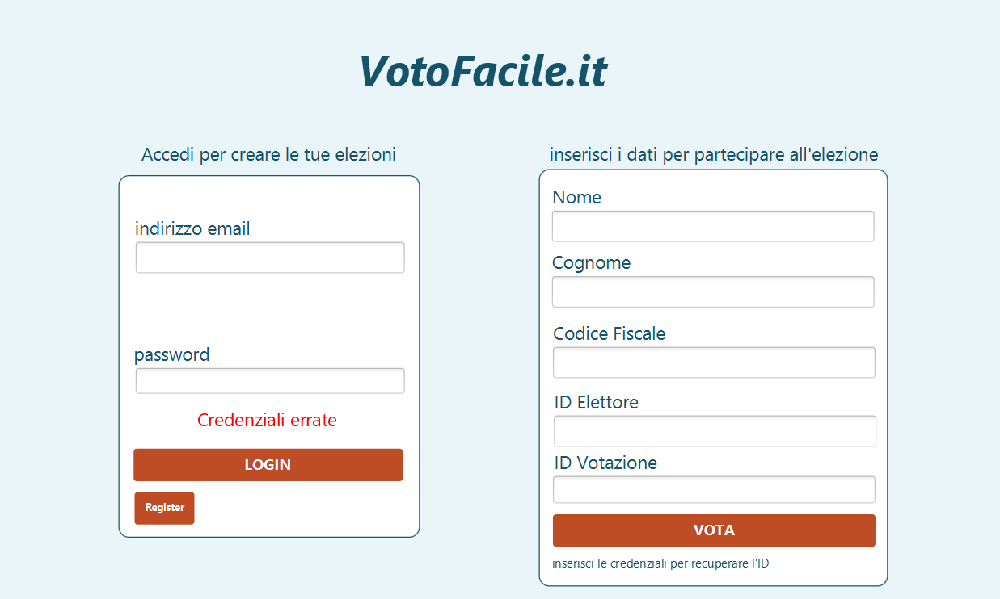 VotoFacile.it
Accedi per creare le tue elezioni
indirizzo email
password
Credenziali errate
LOGIN
Register
inserisci i dati per partecipare all'elezione
Nome
Cognome
Codice Fiscale
ID Elettore
ID Votazione
VOTA
inserisci le credenziali per recuperare l'ID